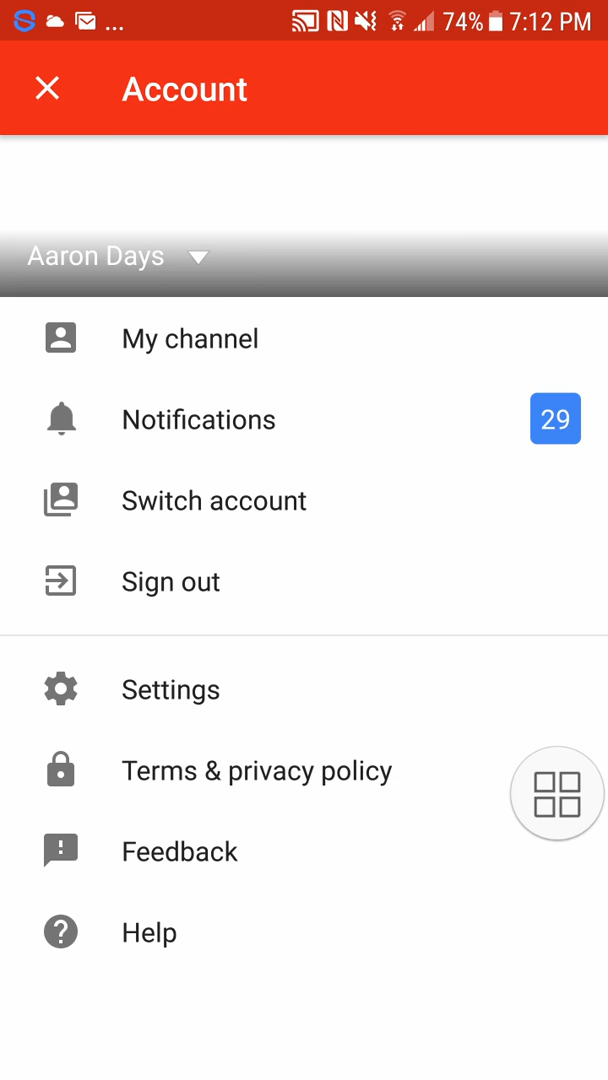 ... 74% 7:12 PM
Account
Aaron Days
My channel
Notifications 29
Switch account
Sign out
Settings
Terms & privacy policy
Feedback
Help